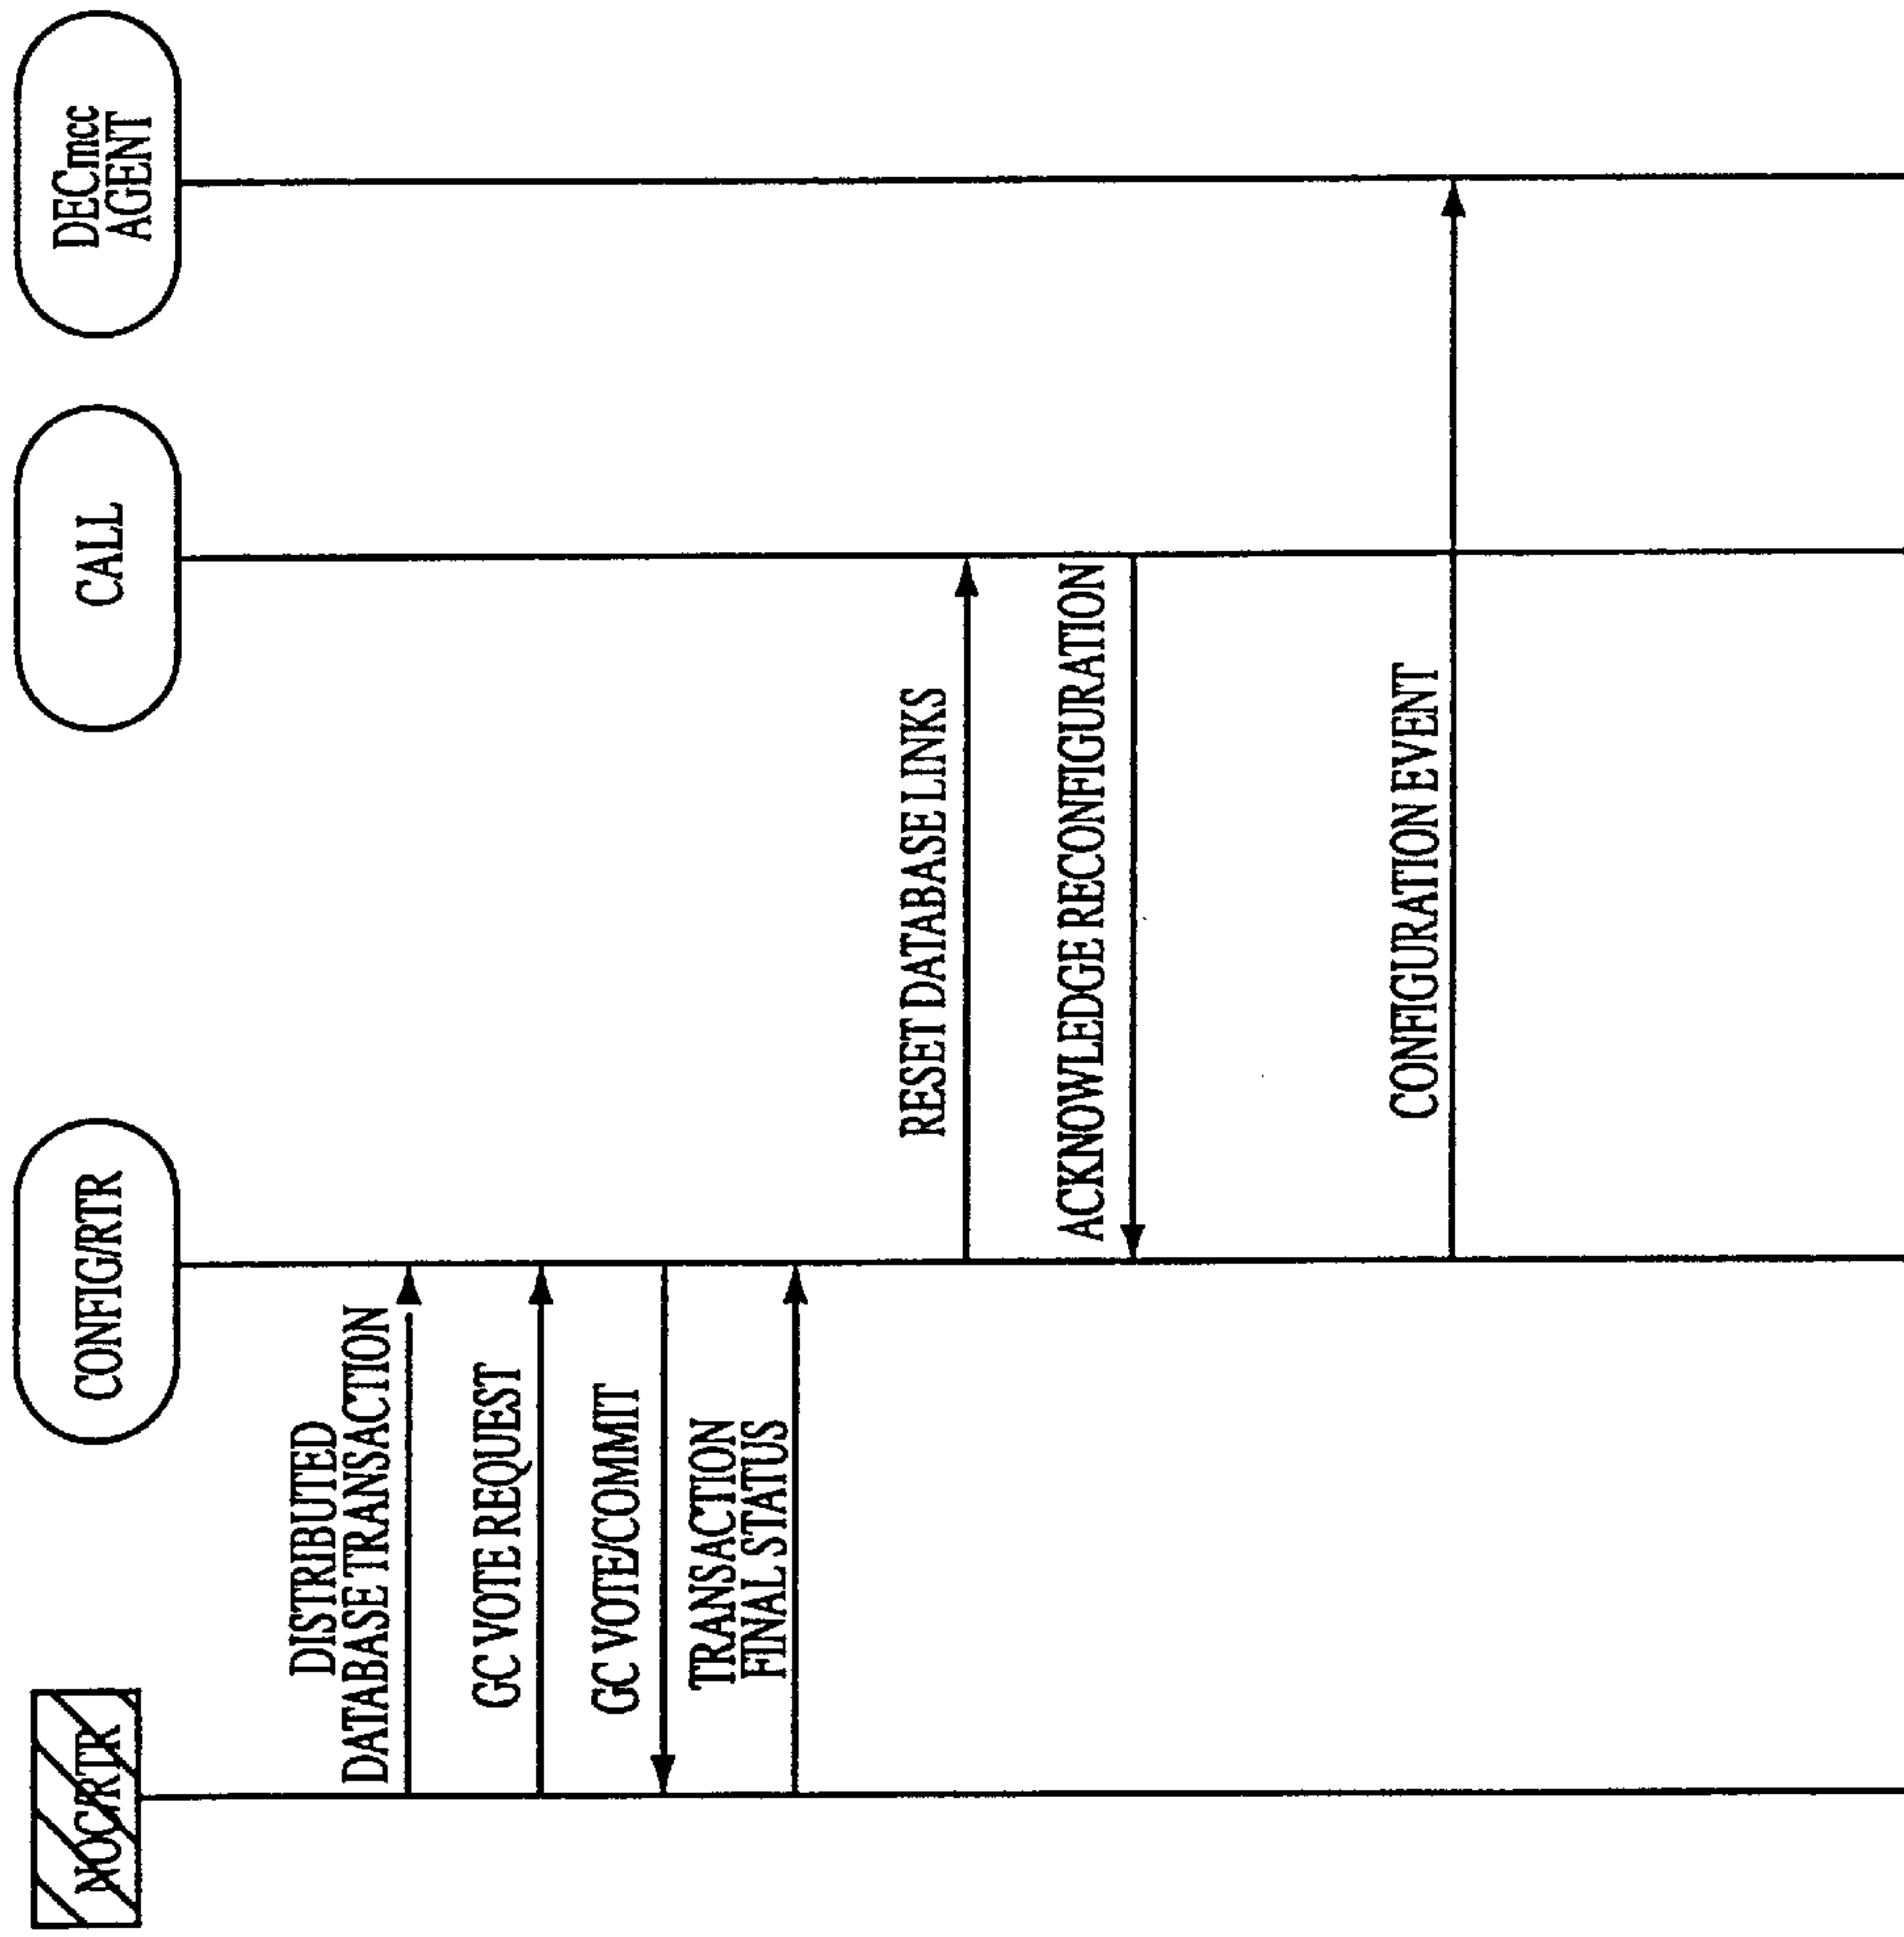 NOC/RTR
CONFIG/RTR
CALL
DECmcc
AGENT
DISTRIBUTED
DATABASE TRANSACTION
GC VOTE REQUEST
GC VOTE/COMMIT
TRANSACTION
FINAL STATUS
RESET DATABASE LINKS
ACKNOWLEDGE RECONFIGURATION
CONFIGURATION EVENT